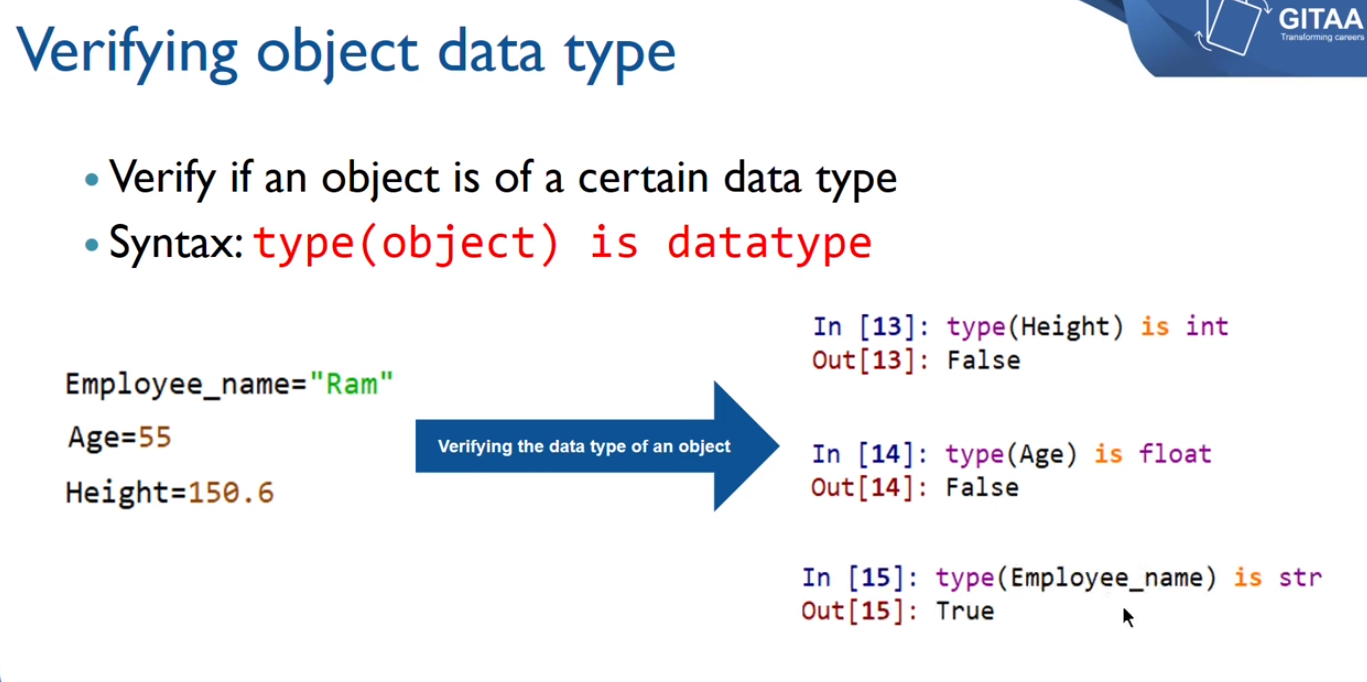 GITAA
Transforming careers
Verifying object data type
• Verify if an object is of a certain data type
• Syntax: type(object) is datatype
Employee_name="Ram"
Age=55
Height=150.6
Verifying the data type of an object
In [13]: type(Height) is int
Out[13]: False
In [14]: type(Age) is float
Out[14]: False
In [15]: type(Employee_name) is str
Out[15]: True